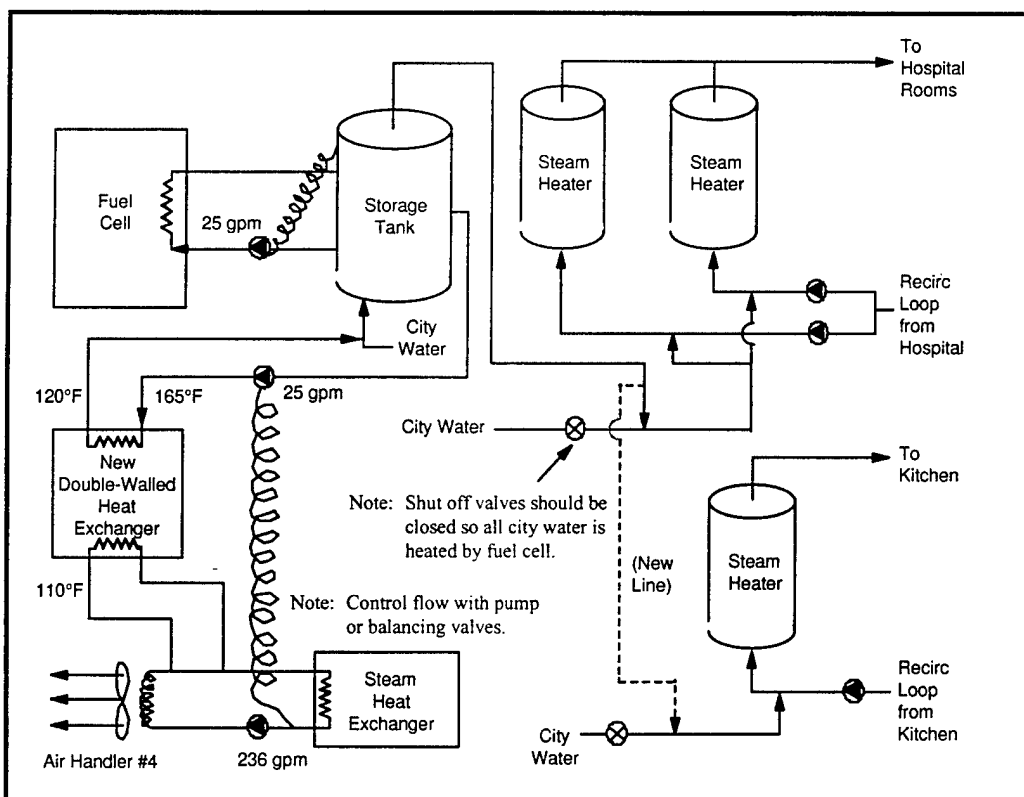 To
Hospital
Rooms
Steam
Heater
Steam
Heater
Fuel
Cell
25 gpm
Storage
Tank
City
Water
Recirc
Loop
from
Hospital
120°F
165°F
25 gpm
City Water
New
Double-Walled
Heat
Exchanger
Note: Shut off valves should be
closed so all city water is
heated by fuel cell.
To
Kitchen
Steam
Heater
(New
Line)
110°F
Note: Control flow with pump
or balancing valves.
Steam
Heat
Exchanger
Recirc
Loop
from
Kitchen
City
Water
Air Handler #4
236 gpm